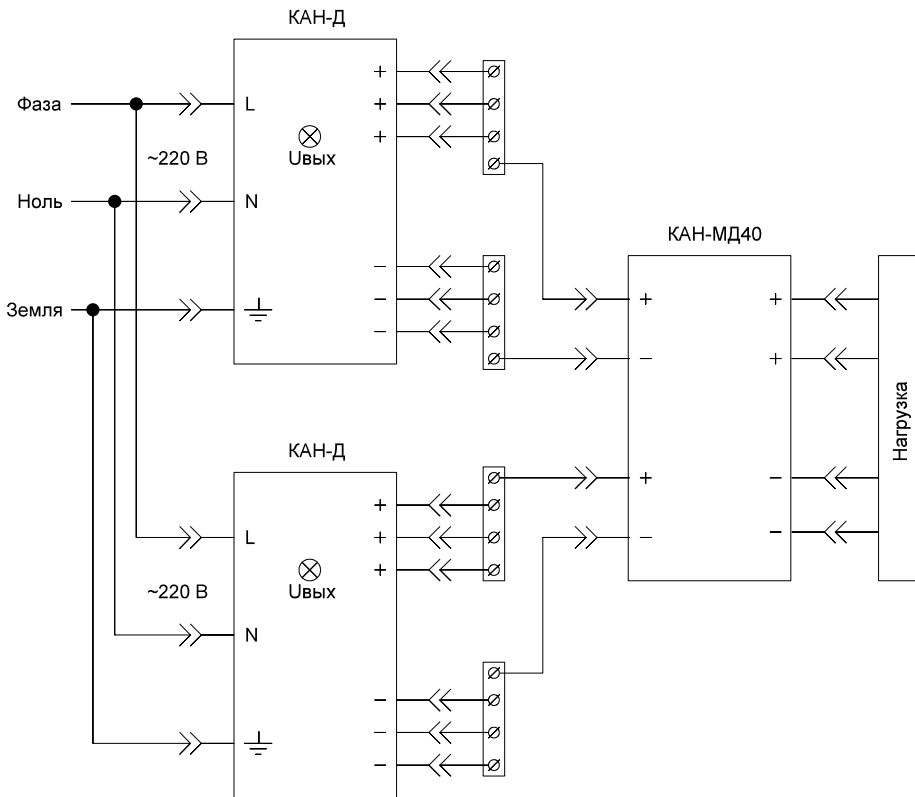 КАН-Д
Фаза
L
~220 В
Uвых
Ноль
N
Земля
+
+
+
−
−
−
КАН-МД40
+
−
+
−
+
+
−
−
Нагрузка
КАН-Д
L
~220 В
Uвых
N
+
+
+
−
−
−